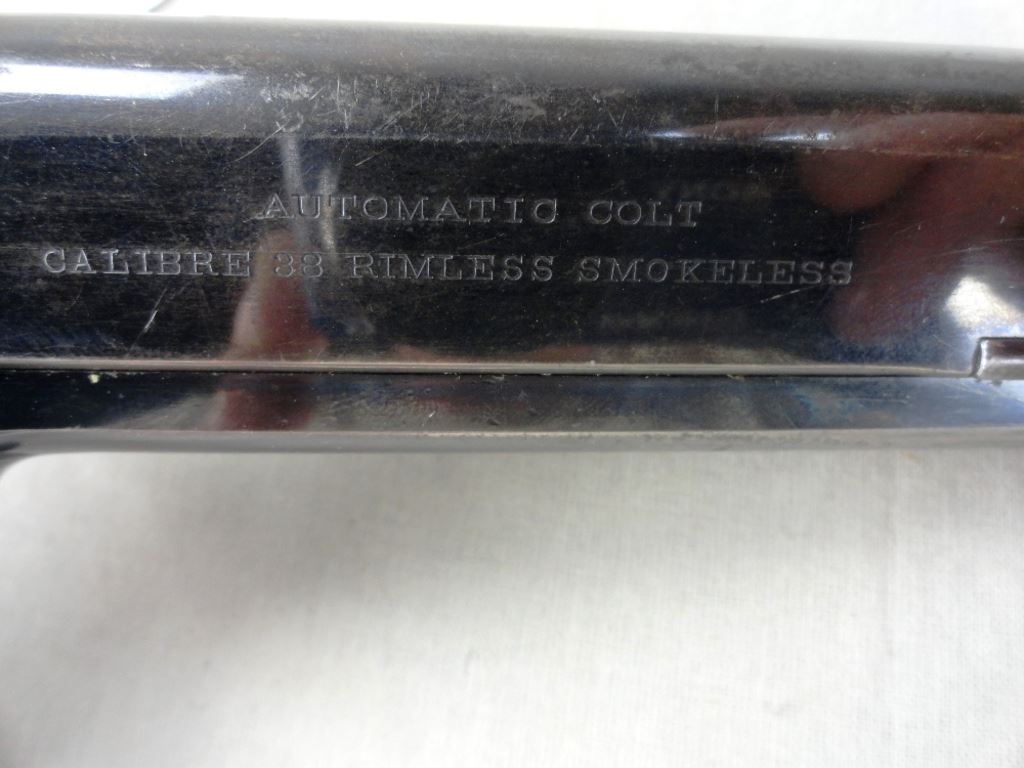 AUTOMATIC COLT
CALIBRE 38 RIMLESS SMOKELESS